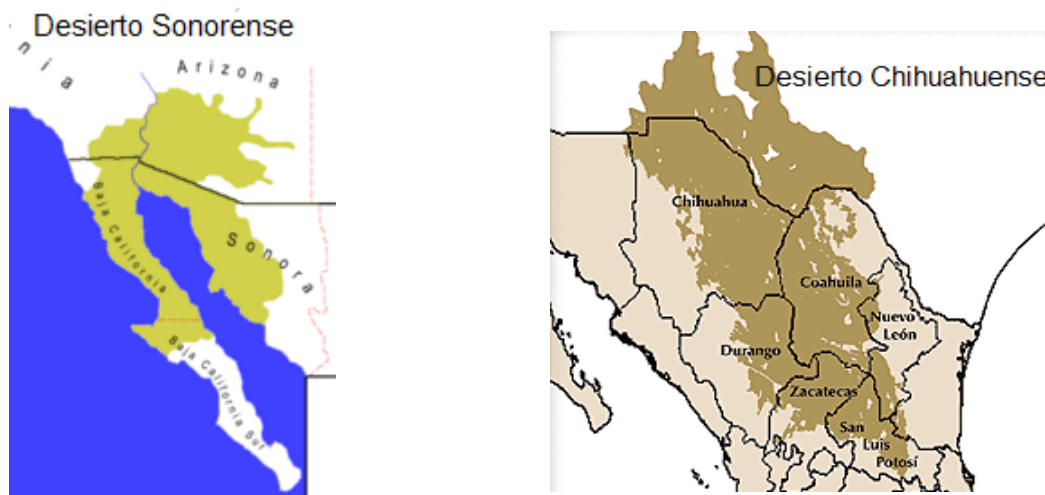 Desierto Sonorense
nia
Arizona
Baja California
Sonora
Baja California Sur
Desierto Chihuahuense
Chihuahua
Coahuila
Nuevo
León
Durango
Zacatecas
San
Luis
Potosí